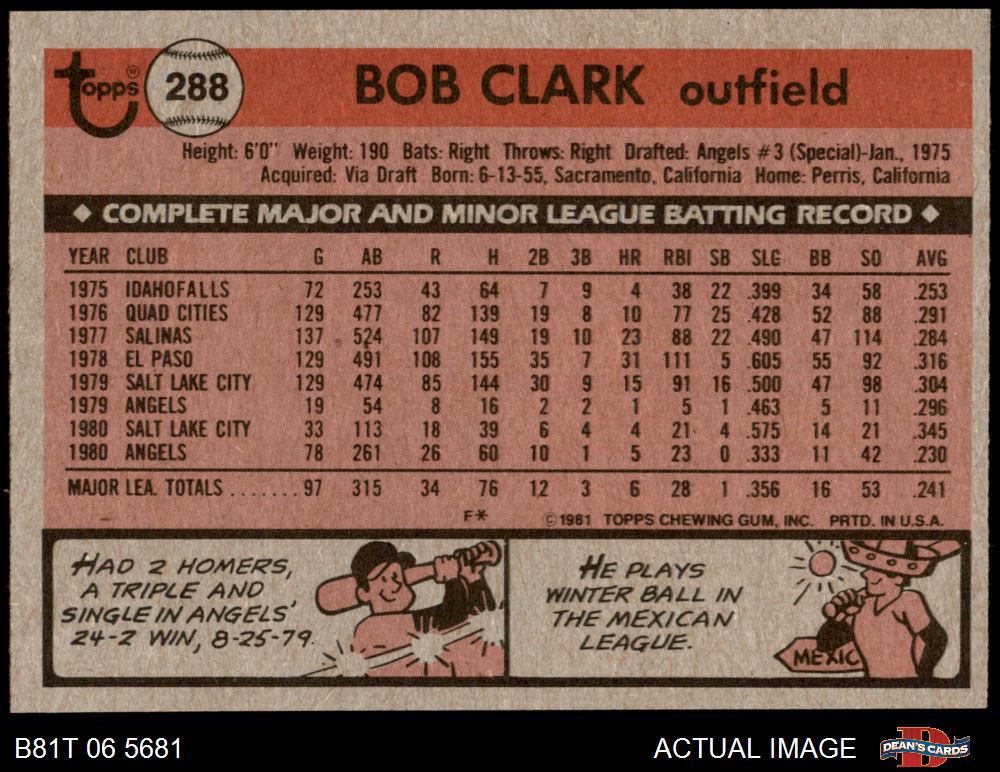 Topps® 288 BOB CLARK outfield
Height: 6'0" Weight: 190 Bats: Right Throws: Right Drafted: Angels #3 (Special)-Jan., 1975
Acquired: Via Draft Born: 6-13-55, Sacramento, California Home: Perris, California
◆ COMPLETE MAJOR AND MINOR LEAGUE BATTING RECORD ◆
YEAR CLUB G AB R H 2B 3B HR RBI SB SLG BB SO AVG
1975 IDAHOFALLS 72 253 43 64 7 9 4 38 22 .399 34 58 .253
1976 QUAD CITIES 129 477 82 139 19 8 10 77 25 .428 52 88 .291
1977 SALINAS 137 524 107 149 19 10 23 88 22 .490 47 114 .284
1978 EL PASO 129 491 108 155 35 7 31 111 5 .605 55 92 .316
1979 SALT LAKE CITY 129 474 85 144 30 9 15 91 16 .500 47 98 .304
1979 ANGELS 19 54 8 16 2 2 1 5 1 .463 5 11 .296
1980 SALT LAKE CITY 33 113 18 39 6 4 4 21 4 .575 14 21 .345
1980 ANGELS 78 261 26 60 10 1 5 23 0 .333 11 42 .230
MAJOR LEA. TOTALS ....... 97 315 34 76 12 3 6 28 1 .356 16 53 .241
F* © 1981 TOPPS CHEWING GUM, INC. PRTD. IN U.S.A.
HAD 2 HOMERS,
A TRIPLE AND
SINGLE IN ANGELS'
24-2 WIN, 8-25-79.
HE PLAYS
WINTER BALL IN
THE MEXICAN
LEAGUE.
MEXIC
B81T 06 5681 ACTUAL IMAGE DEAN'S CARDS